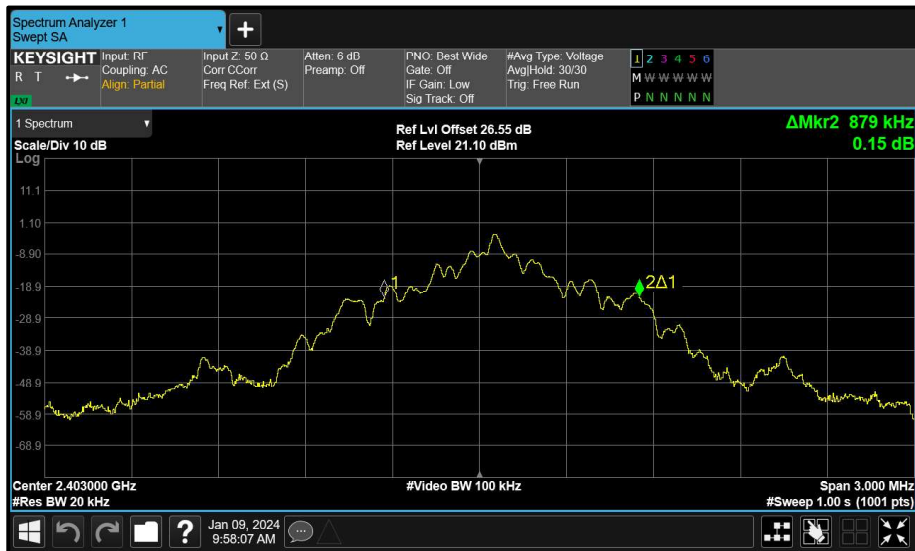 Spectrum Analyzer 1
Swept SA
+
KEYSIGHT
R T
LXI
Input: RF
Coupling: AC
Align: Partial
Input Z: 50 Ω
Corr CCorr
Freq Ref: Ext (S)
Atten: 6 dB
Preamp: Off
PNO: Best Wide
Gate: Off
IF Gain: Low
Sig Track: Off
#Avg Type: Voltage
Avg|Hold: 30/30
Trig: Free Run
1 2 3 4 5 6
M W W W W W
P N N N N N
1 Spectrum
Scale/Div 10 dB
Log
Ref Lvl Offset 26.55 dB
Ref Level 21.10 dBm
ΔMkr2 879 kHz
0.15 dB
11.1
1.10
-8.90
-18.9
-28.9
-38.9
-48.9
-58.9
-68.9
1
2Δ1
Center 2.403000 GHz
#Video BW 100 kHz
Span 3.000 MHz
#Res BW 20 kHz
#Sweep 1.00 s (1001 pts)
?
Jan 09, 2024
9:58:07 AM